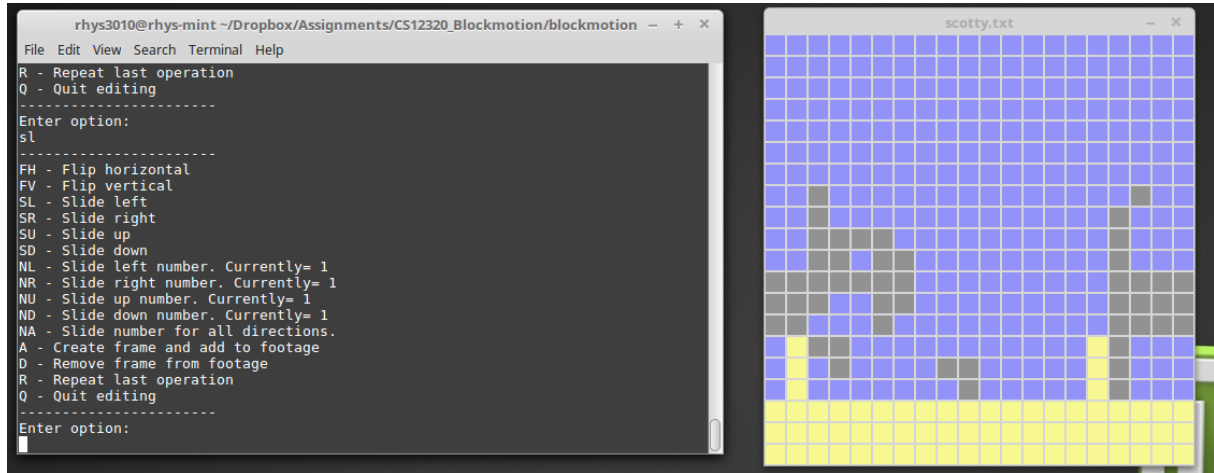 rhys3010@rhys-mint ~/Dropbox/Assignments/CS12320_Blockmotion/blockmotion
File Edit View Search Terminal Help
R - Repeat last operation
Q - Quit editing
-----------------------
Enter option:
sl
-----------------------
FH - Flip horizontal
FV - Flip vertical
SL - Slide left
SR - Slide right
SU - Slide up
SD - Slide down
NL - Slide left number. Currently= 1
NR - Slide right number. Currently= 1
NU - Slide up number. Currently= 1
ND - Slide down number. Currently= 1
NA - Slide number for all directions.
A - Create frame and add to footage
D - Remove frame from footage
R - Repeat last operation
Q - Quit editing
-----------------------
Enter option:
scotty.txt